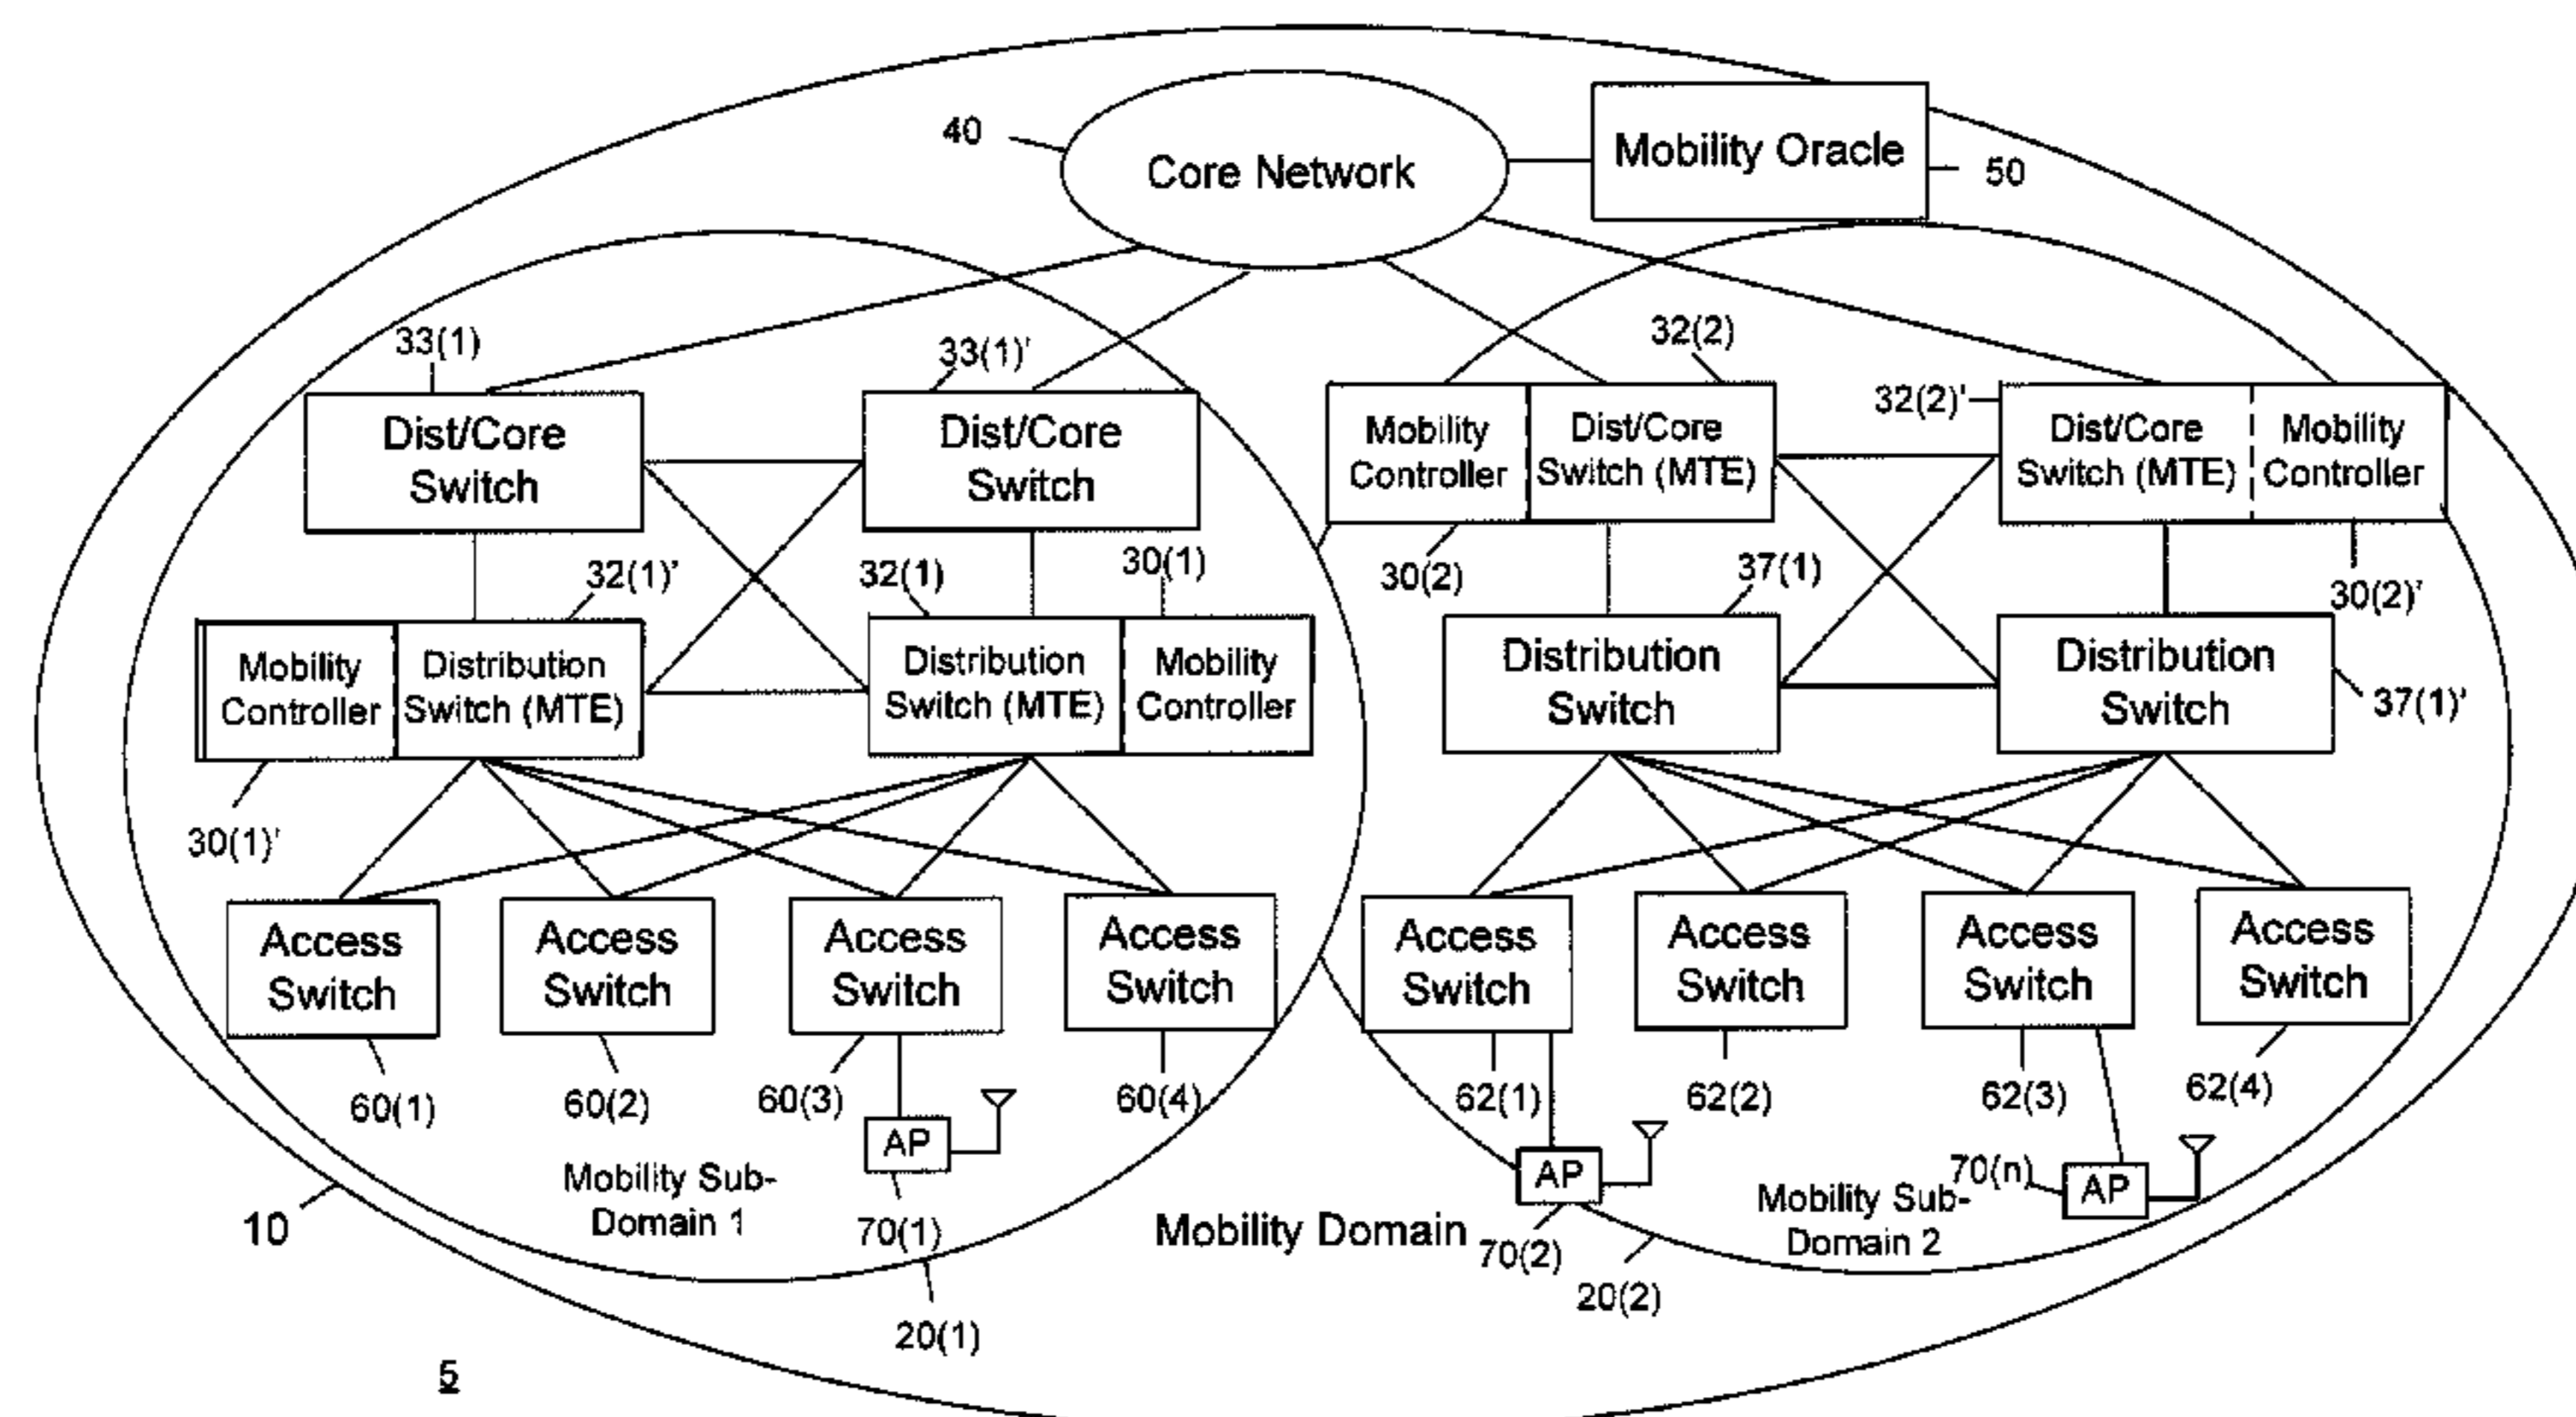 40
Core Network
Mobility Oracle
50
33(1)
33(1)'
32(2)
32(2)'
Dist/Core
Switch
Dist/Core
Switch
Mobility
Controller
Dist/Core
Switch (MTE)
Dist/Core
Switch (MTE)
Mobility
Controller
32(1)'
32(1)
30(1)
30(2)
37(1)
30(2)'
Mobility
Controller
Distribution
Switch (MTE)
Distribution
Switch (MTE)
Mobility
Controller
Distribution
Switch
Distribution
Switch
37(1)'
30(1)'
Access
Switch
Access
Switch
Access
Switch
Access
Switch
Access
Switch
Access
Switch
Access
Switch
Access
Switch
60(1)
60(2)
60(3)
60(4)
62(1)
62(2)
62(3)
62(4)
AP
AP
AP
70(n)
Mobility Sub-
Domain 1
70(1)
Mobility Domain
70(2)
Mobility Sub-
Domain 2
10
20(1)
20(2)
5